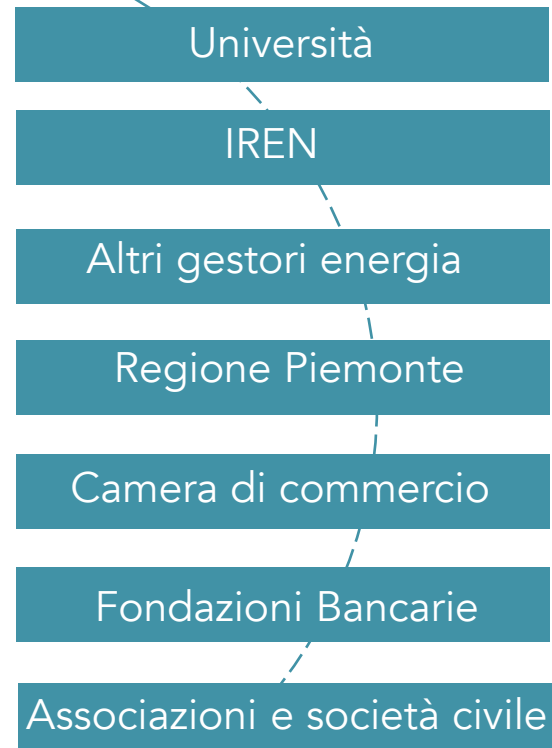 Università
IREN
Altri gestori energia
Regione Piemonte
Camera di commercio
Fondazioni Bancarie
Associazioni e società civile